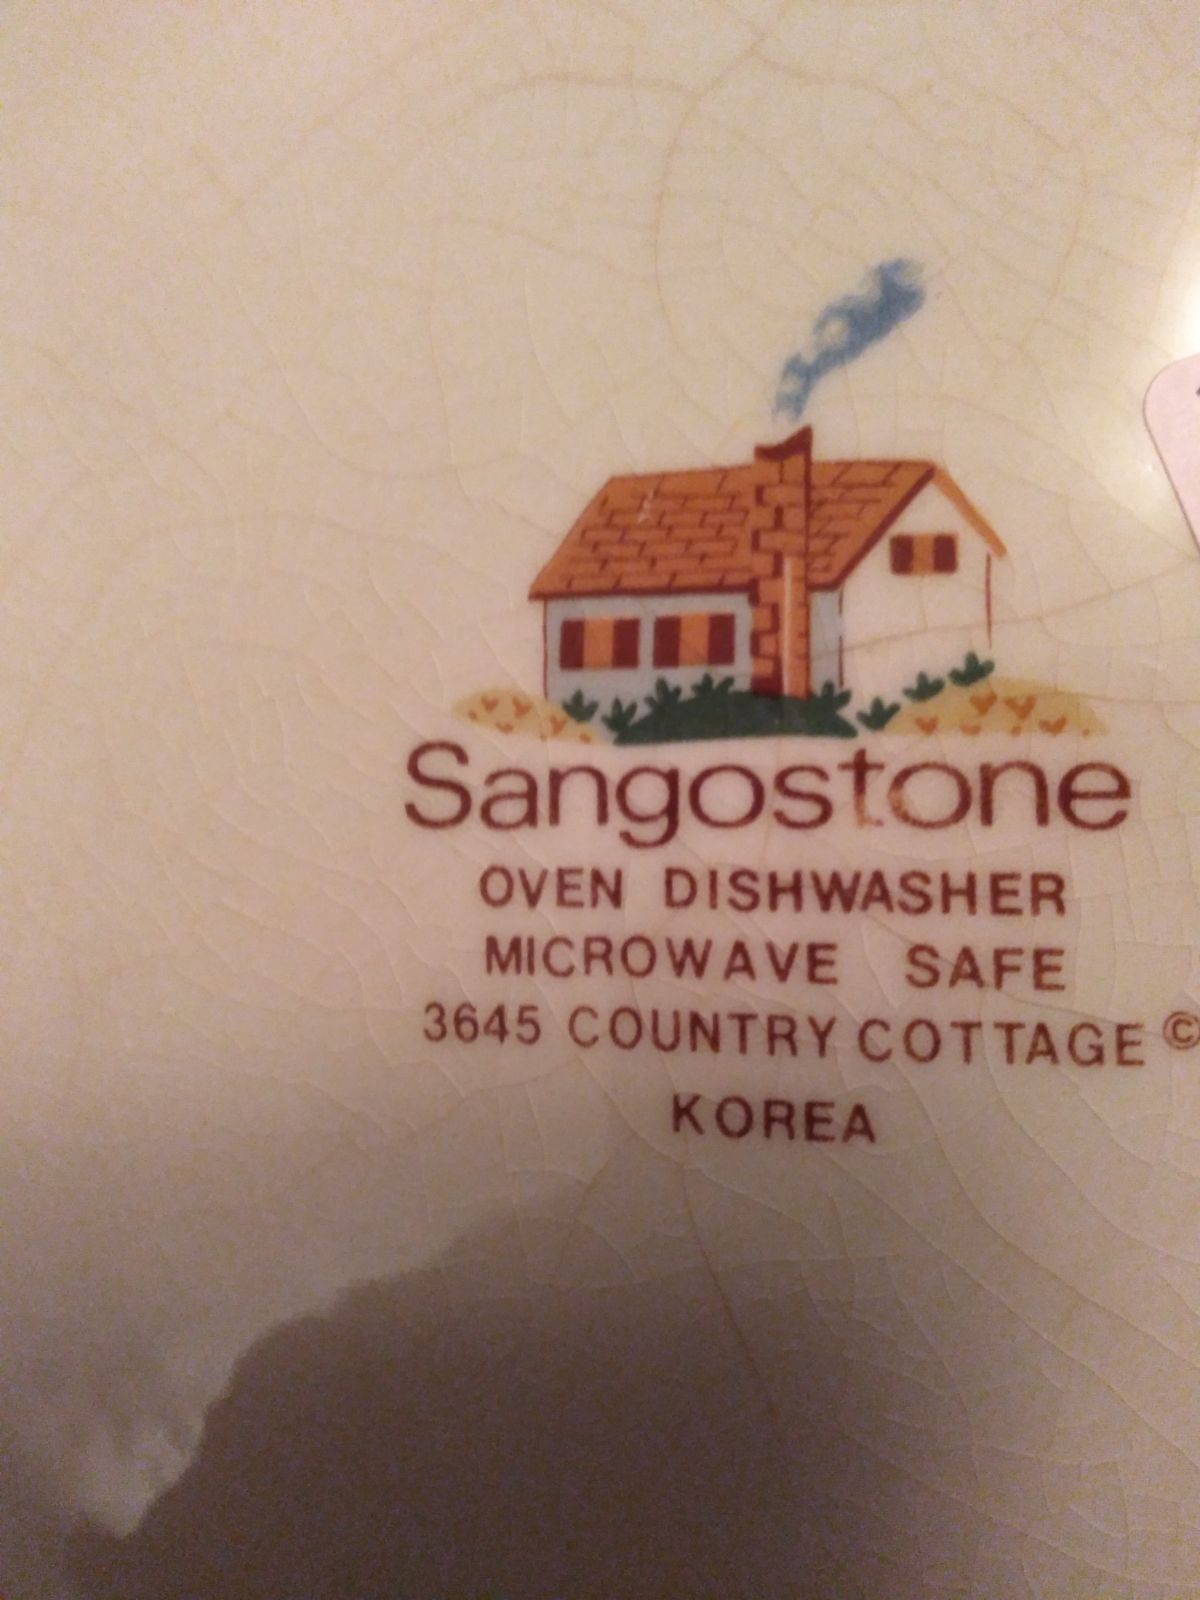 Sangostone
OVEN DISHWASHER
MICROWAVE SAFE
3645 COUNTRY COTTAGE ©
KOREA